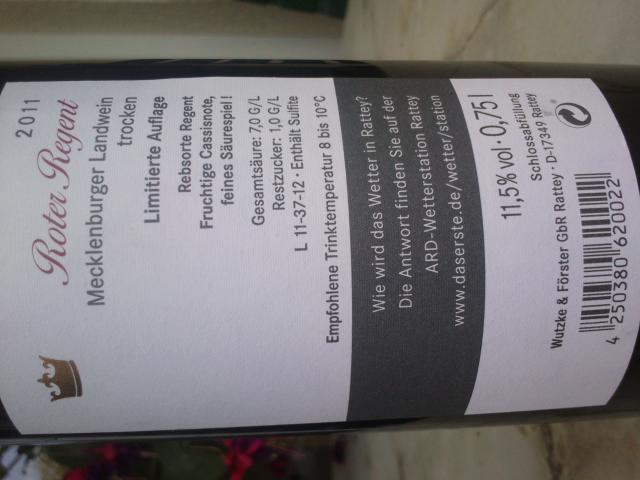 2011
Roter Regent
Mecklenburger Landwein
trocken
Limitierte Auflage
Rebsorte Regent
Fruchtige Cassisnote,
feines Säurespiel!
Gesamtsäure: 7,0 G/L
Restzucker: 1,0 G/L
L 11-37-12 · Enthält Sulfite
Empfohlene Trinktemperatur 8 bis 10°C
Wie wird das Wetter in Rattey?
Die Antwort finden Sie auf der
ARD-Wetterstation Rattey
www.daserste.de/wetter/station
11,5% vol · 0,75 l
Schlossabfüllung
Wutzke & Förster GbR Rattey · D-17349 Rattey
4 250380 620022